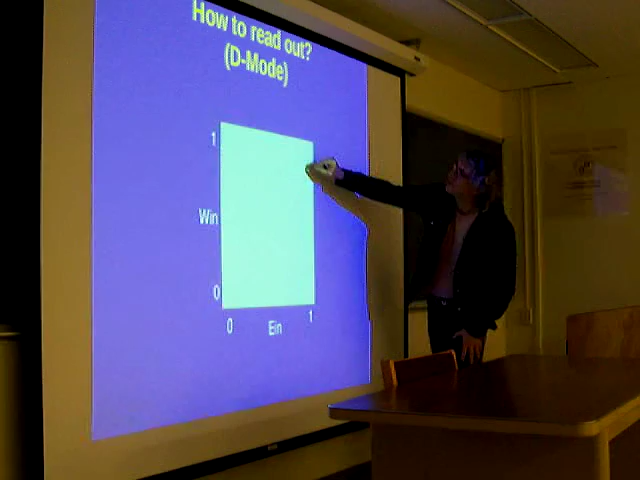 How to read out?
(D-Mode)
1
Win
0
0 Ein 1